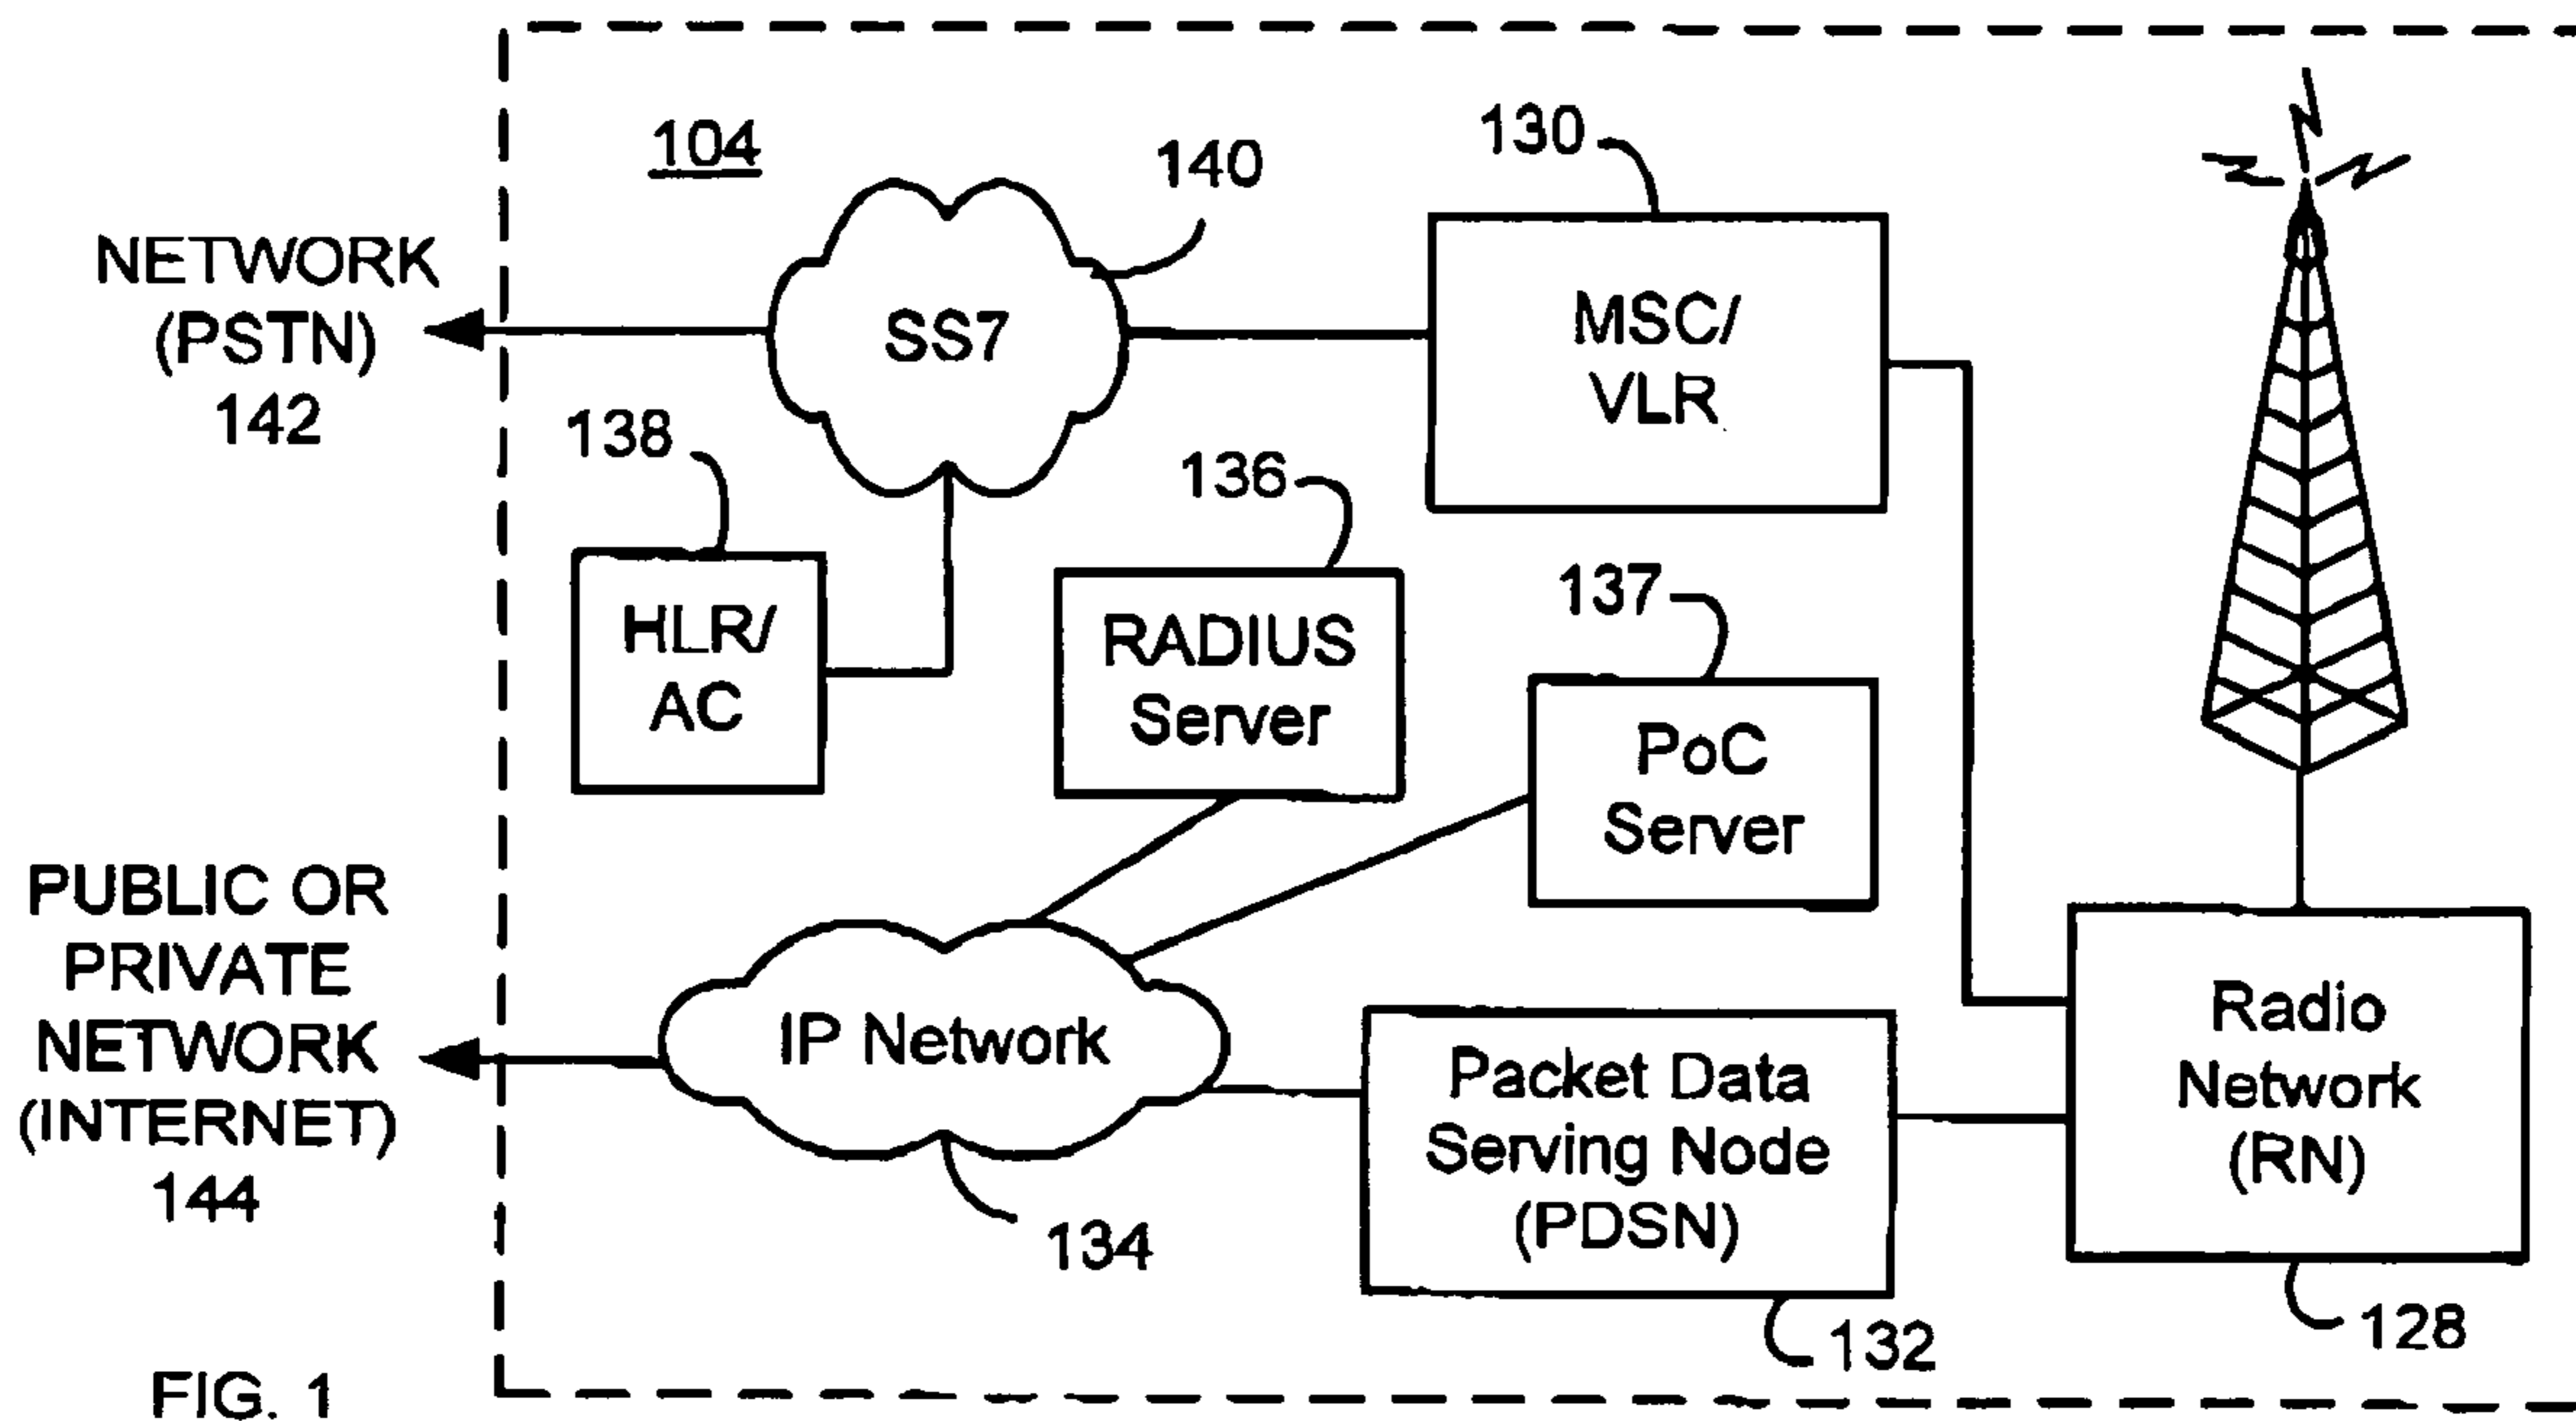 104
140
130
NETWORK
(PSTN)
142
SS7
MSC/
VLR
138
136
137
HLR/
AC
RADIUS
Server
PoC
Server
PUBLIC OR
PRIVATE
NETWORK
(INTERNET)
144
IP Network
134
Packet Data
Serving Node
(PDSN)
132
Radio
Network
(RN)
128
FIG. 1